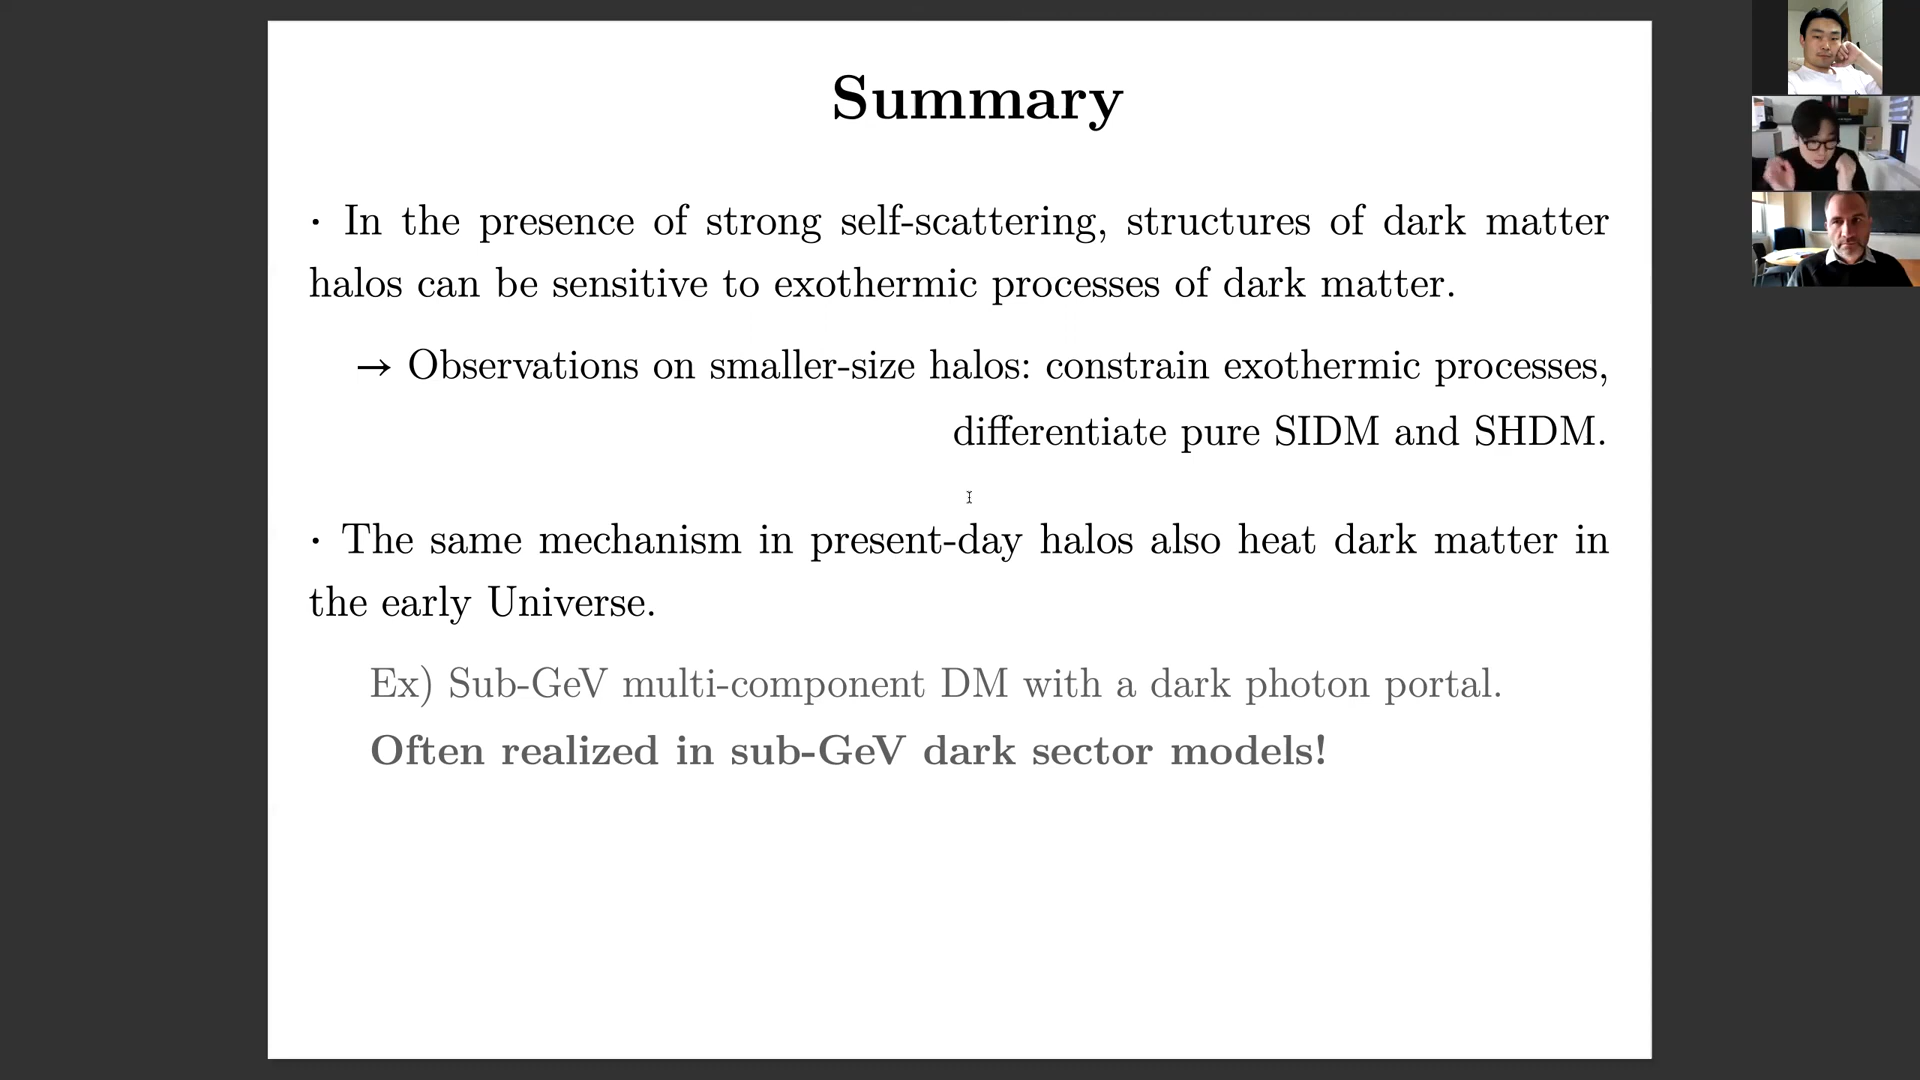 Summary
· In the presence of strong self-scattering, structures of dark matter
halos can be sensitive to exothermic processes of dark matter.
→ Observations on smaller-size halos: constrain exothermic processes,
differentiate pure SIDM and SHDM.
· The same mechanism in present-day halos also heat dark matter in
the early Universe.
Ex) Sub-GeV multi-component DM with a dark photon portal.
Often realized in sub-GeV dark sector models!